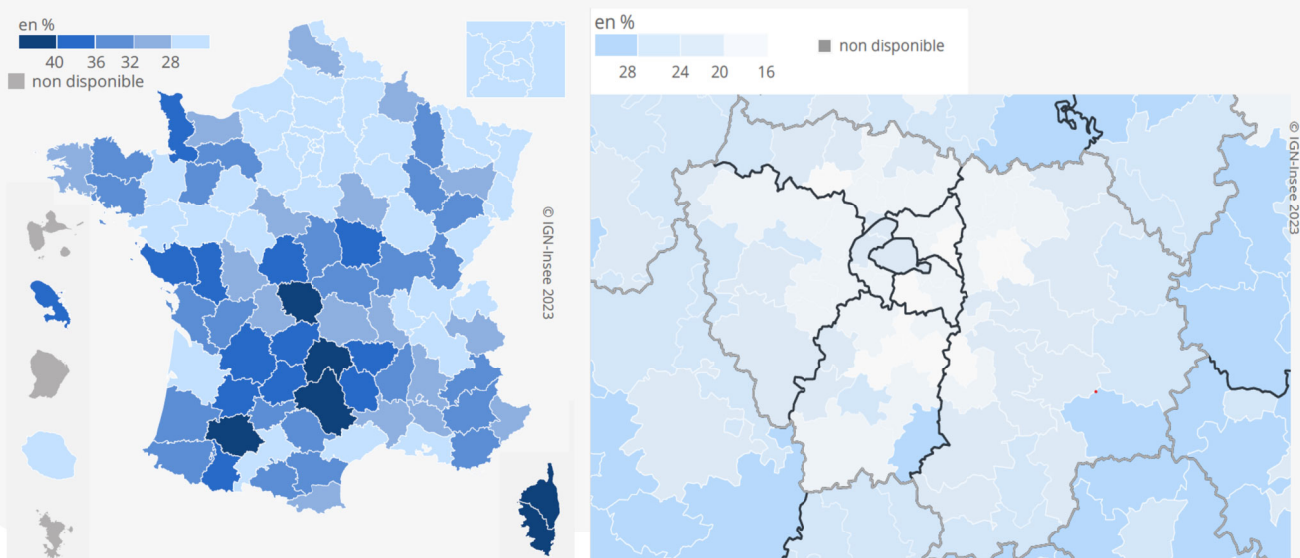 en %
40 36 32 28
non disponible
© IGN-Insee 2023
en %
28 24 20 16
non disponible
© IGN-Insee 2023